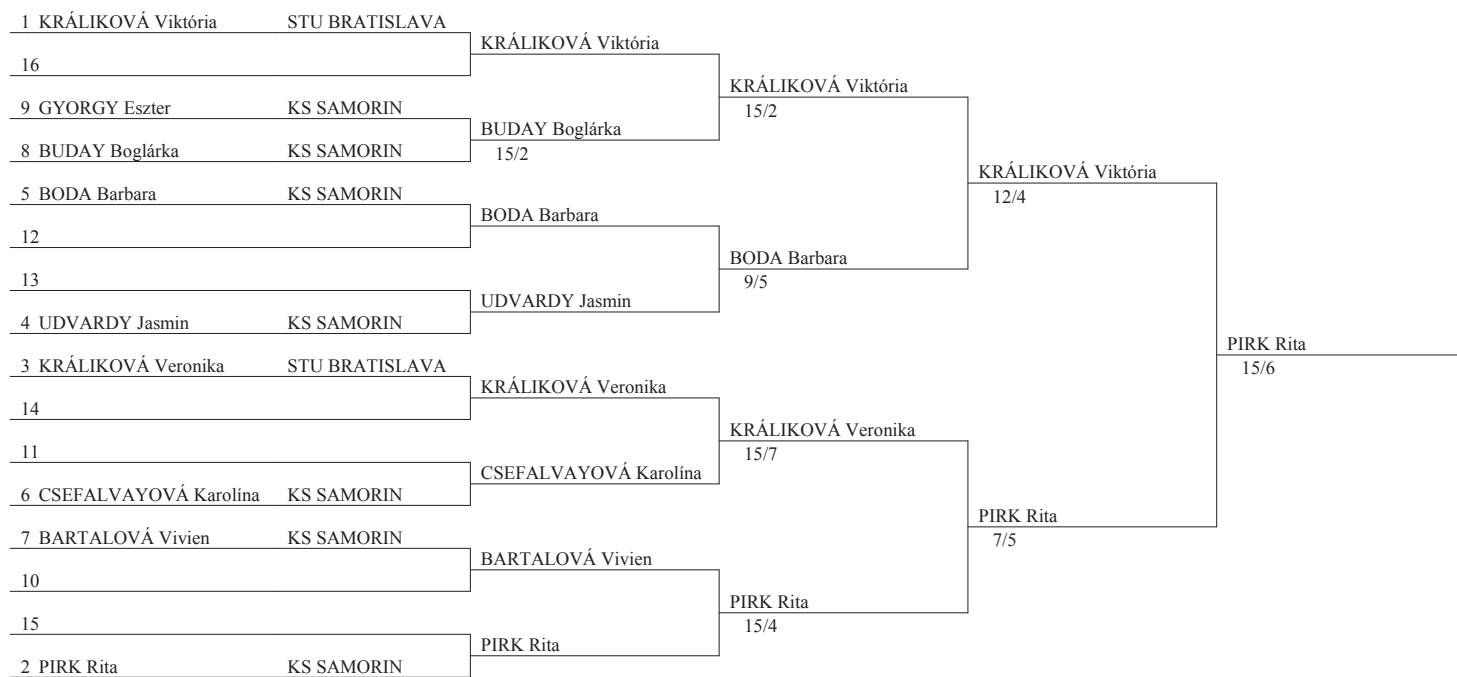 1 KRÁLIKOVÁ Viktória STU BRATISLAVA
16
9 GYORGY Eszter KS SAMORIN
8 BUDAY Boglárka KS SAMORIN
5 BODA Barbara KS SAMORIN
12
13
4 UDVARDY Jasmin KS SAMORIN
3 KRÁLIKOVÁ Veronika STU BRATISLAVA
14
11
6 CSEFALVAYOVÁ Karolína KS SAMORIN
7 BARTALOVÁ Vivien KS SAMORIN
10
15
2 PIRK Rita KS SAMORIN
KRÁLIKOVÁ Viktória
BUDAY Boglárka
15/2
BODA Barbara
UDVARDY Jasmin
KRÁLIKOVÁ Veronika
CSEFALVAYOVÁ Karolína
BARTALOVÁ Vivien
PIRK Rita
KRÁLIKOVÁ Viktória
15/2
BODA Barbara
9/5
KRÁLIKOVÁ Veronika
15/7
PIRK Rita
15/4
KRÁLIKOVÁ Viktória
12/4
PIRK Rita
7/5
PIRK Rita
15/6